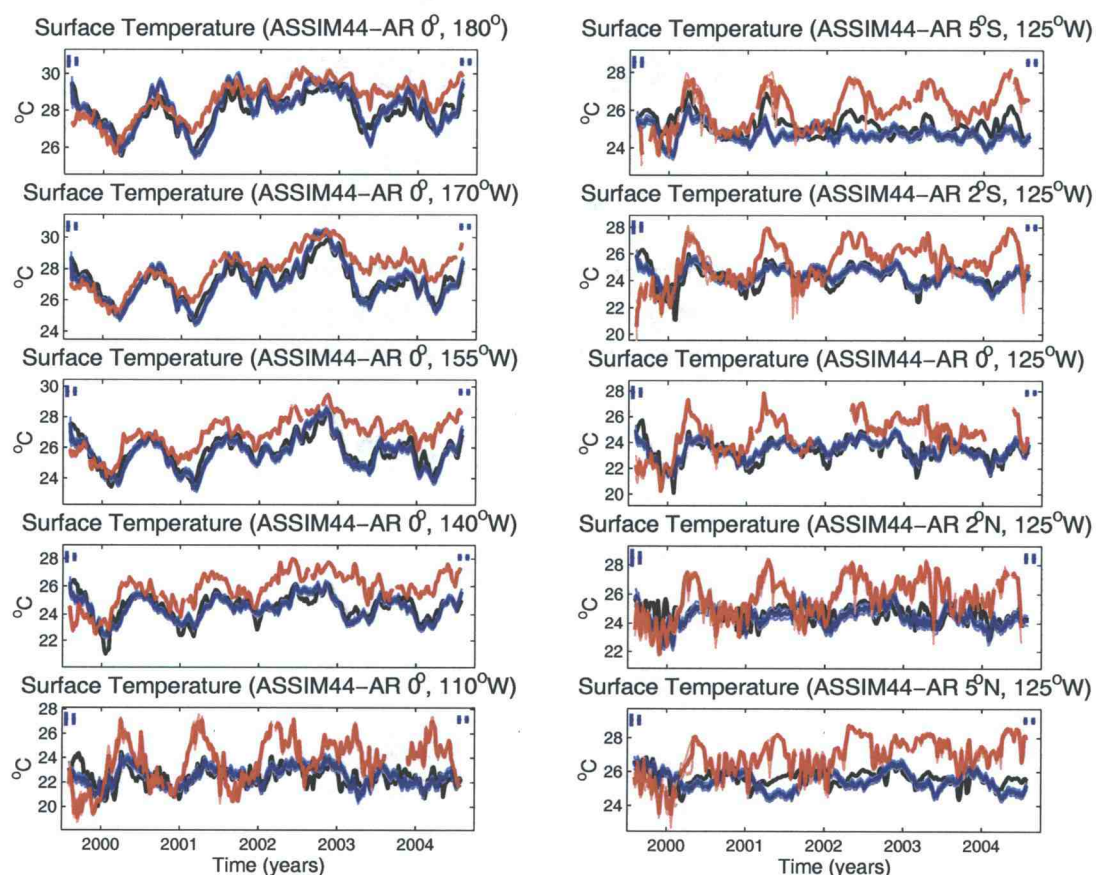 Surface Temperature (ASSIM44-AR 0°, 180°)
°C
30
28
26
Surface Temperature (ASSIM44-AR 0°, 170°W)
°C
30
28
26
24
Surface Temperature (ASSIM44-AR 0°, 155°W)
°C
30
28
26
24
Surface Temperature (ASSIM44-AR 0°, 140°W)
°C
28
26
24
22
Surface Temperature (ASSIM44-AR 0°, 110°W)
°C
28
26
24
22
20
2000 2001 2002 2003 2004
Time (years)
Surface Temperature (ASSIM44-AR 5°S, 125°W)
°C
28
26
24
Surface Temperature (ASSIM44-AR 2°S, 125°W)
°C
28
26
24
22
20
Surface Temperature (ASSIM44-AR 0°, 125°W)
°C
28
26
24
22
20
Surface Temperature (ASSIM44-AR 2°N, 125°W)
°C
28
26
24
22
Surface Temperature (ASSIM44-AR 5°N, 125°W)
°C
28
26
24
2000 2001 2002 2003 2004
Time (years)